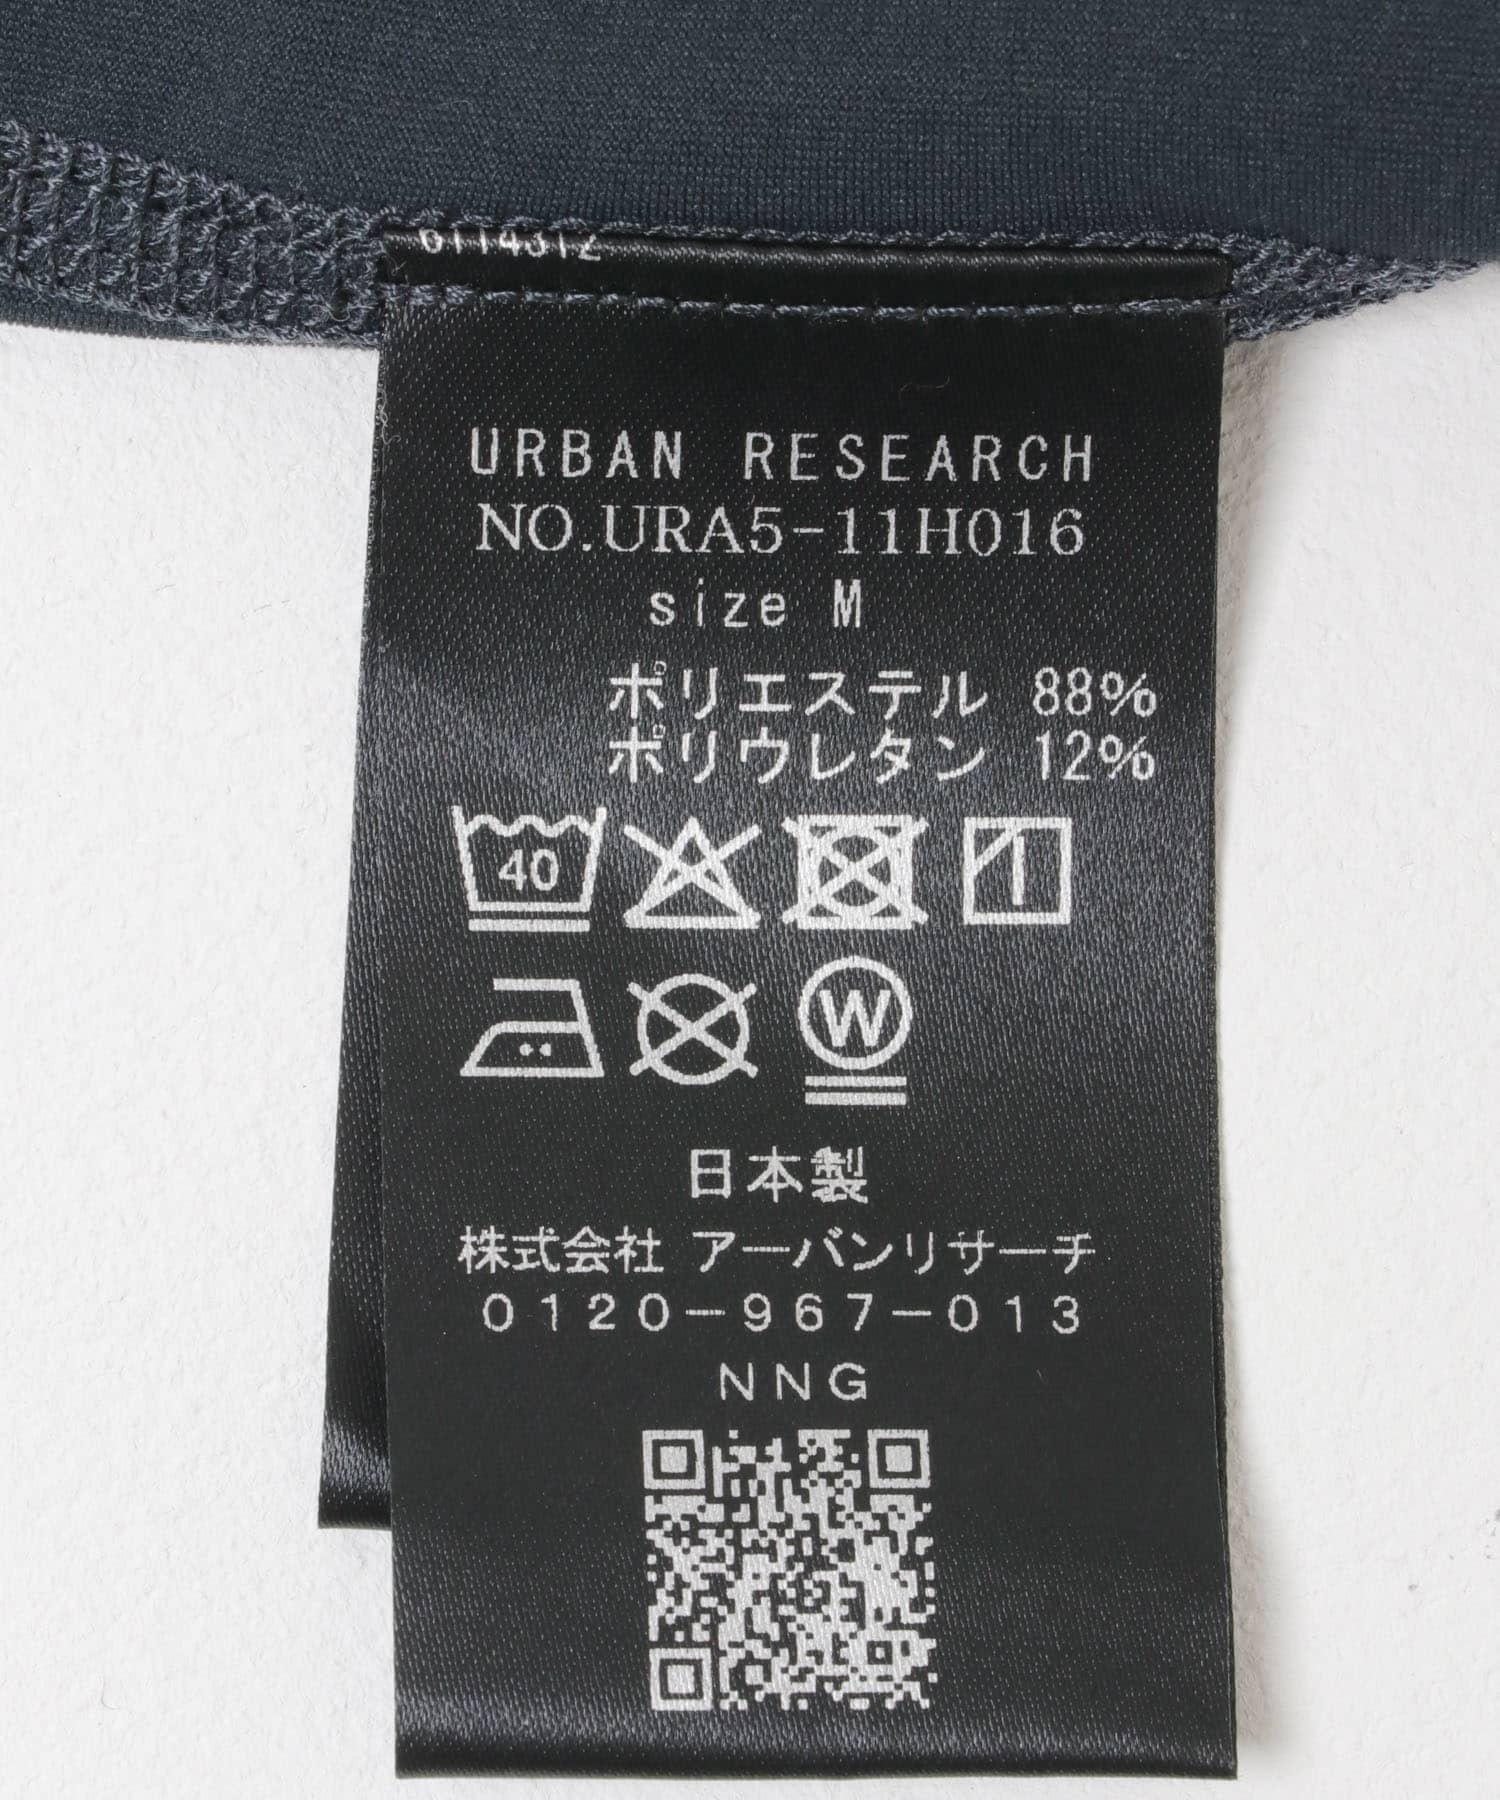 URBAN RESEARCH
NO.URA5-11H016
size M
ポリエステル 88%
ポリウレタン 12%
40
W
日本製
株式会社 アーバンリサーチ
0120-967-013
NNG